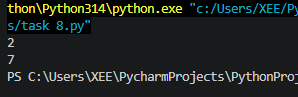 thon\Python314\python.exe "c:/Users/XEE/Py
s/task 8.py"
2
7
PS C:\Users\XEE\PycharmProjects\PythonProj